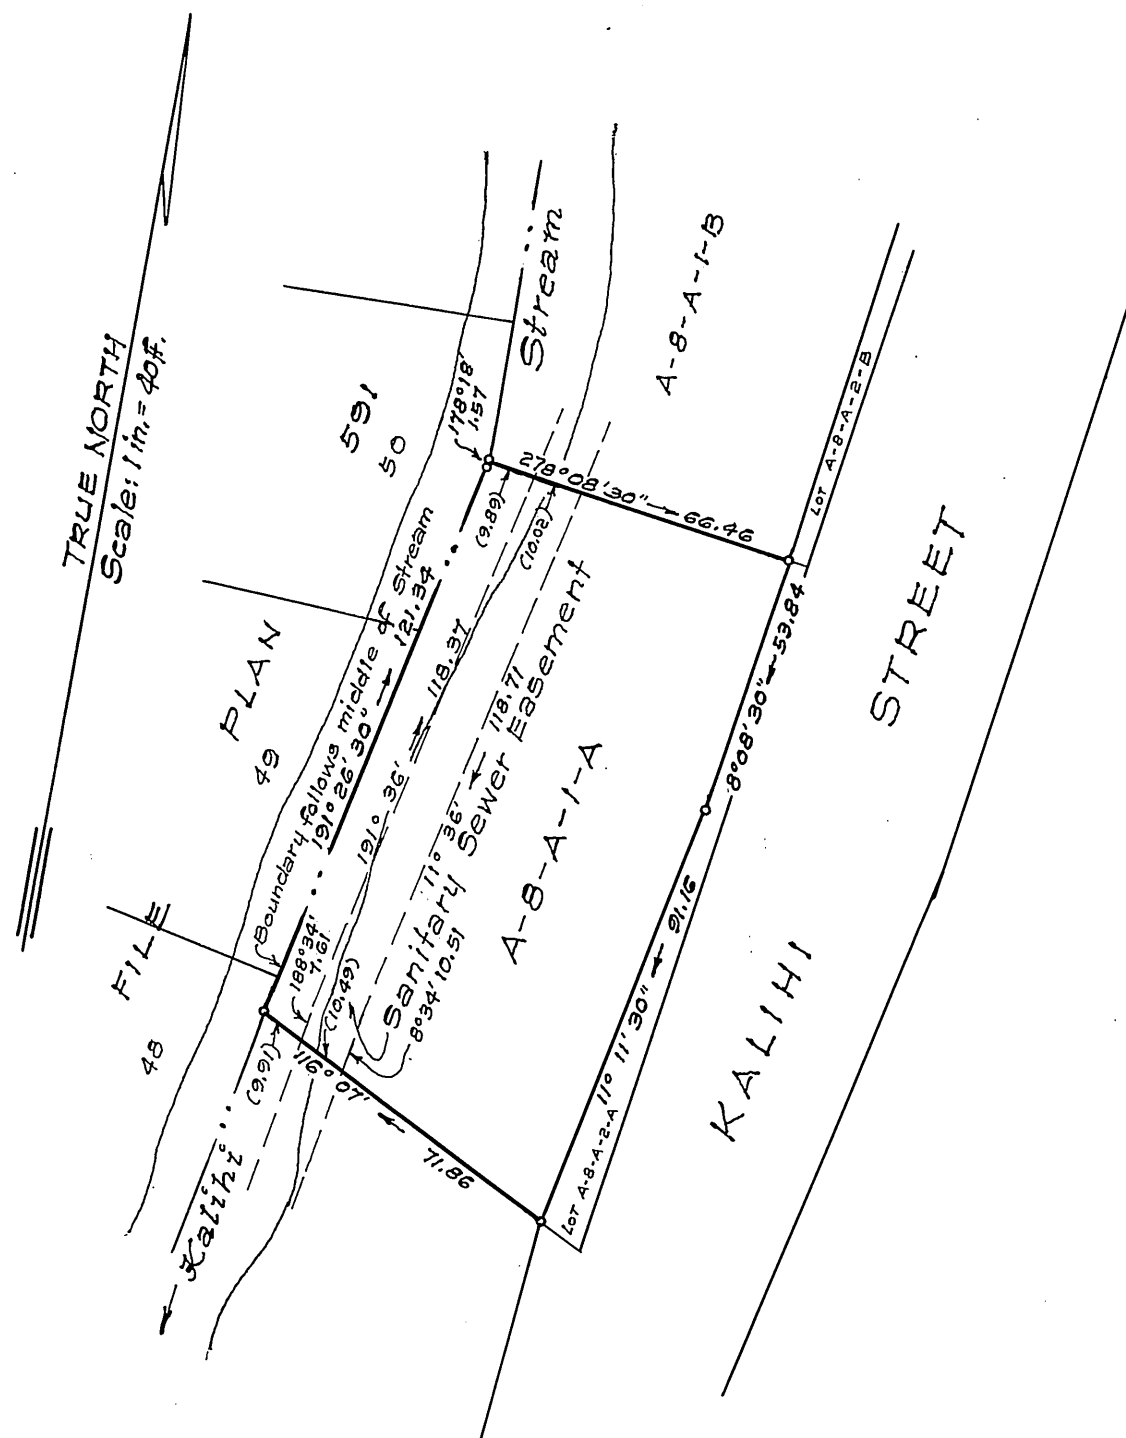 TRUE NORTH
Scale: 1 in. = 40ft.
Stream
A-8-A-1-B
591
50
178°18'
1.57
278°08'30" → 66.46
(9.89)
(10.02)
LOT A-8-A-2-B
PLAN
49
Boundary follows middle of Stream
191° 26' 30" → 121.34
191° 36' 118.37
11° 36' 118.71
Sanitary Sewer Easement
8°34' 10.51
A-8-A-1-A
8°08'30" 53.84
STREET
FILE
48
188°34'
7.61
(10.49)
(9.91)
116° 07'
71.86
11° 11' 30" 91.16
LOT A-8-A-2-A
KALIHI
Kalihi